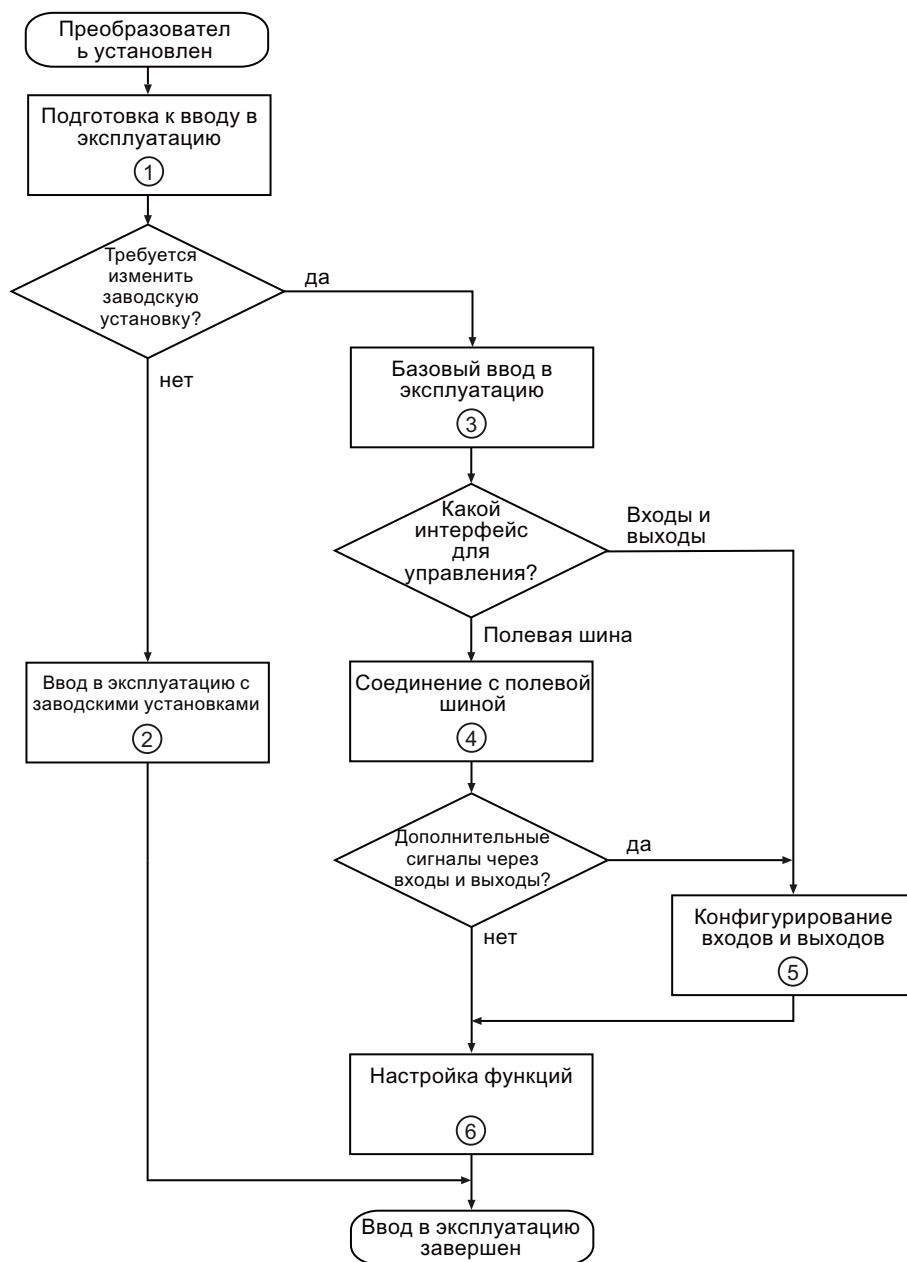 Преобразовател
ь установлен
Подготовка к вводу в
эксплуатацию
1
Требуется
изменить
заводскую
установку?
да
нет
Базовый ввод в
эксплуатацию
3
Какой
интерфейс
для
управления?
Входы и
выходы
Полевая шина
Ввод в эксплуатацию с
заводскими установками
2
Соединение с полевой
шиной
4
Дополнительные
сигналы через
входы и выходы?
да
нет
Конфигурирование
входов и выходов
5
Настройка функций
6
Ввод в эксплуатацию
завершен